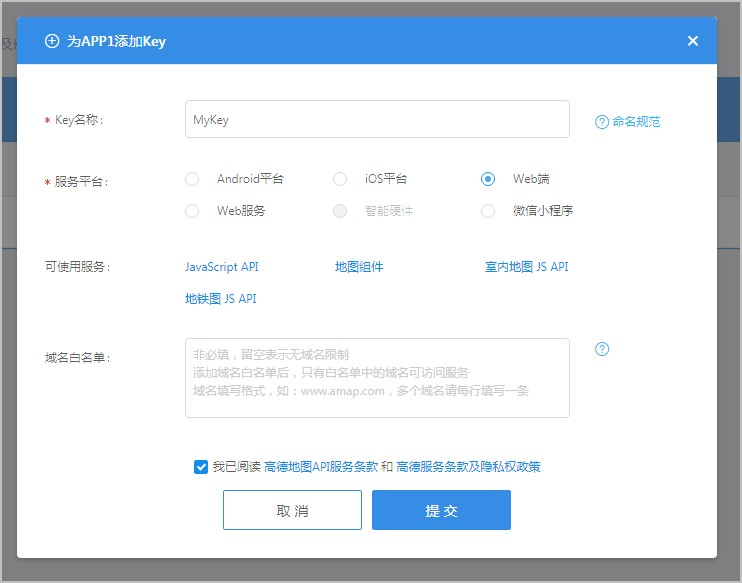 为APP1添加Key
* Key名称:
MyKey
命名规范
* 服务平台:
Android平台 iOS平台 Web端
Web服务 智能硬件 微信小程序
可使用服务:
JavaScript API 地图组件 室内地图 JS API
地铁图 JS API
域名白名单:
非必填，留空表示无域名限制
添加域名白名单后，只有白名单中的域名可访问服务
域名填写格式，如：www.amap.com，多个域名请每行填写一条
我已阅读 高德地图API服务条款 和 高德服务条款及隐私权政策
取消 提交